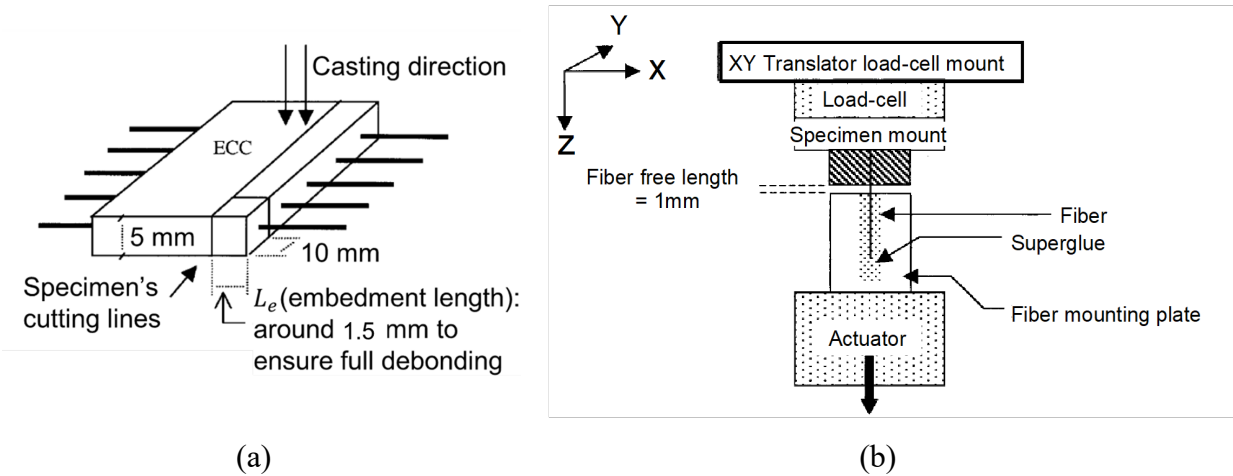 Casting direction
ECC
5 mm
10 mm
Specimen's
cutting lines
Lₑ(embedment length):
around 1.5 mm to
ensure full debonding
(a)
Y
X
Z
XY Translator load-cell mount
Load-cell
Specimen mount
Fiber free length
= 1mm
Fiber
Superglue
Fiber mounting plate
Actuator
(b)